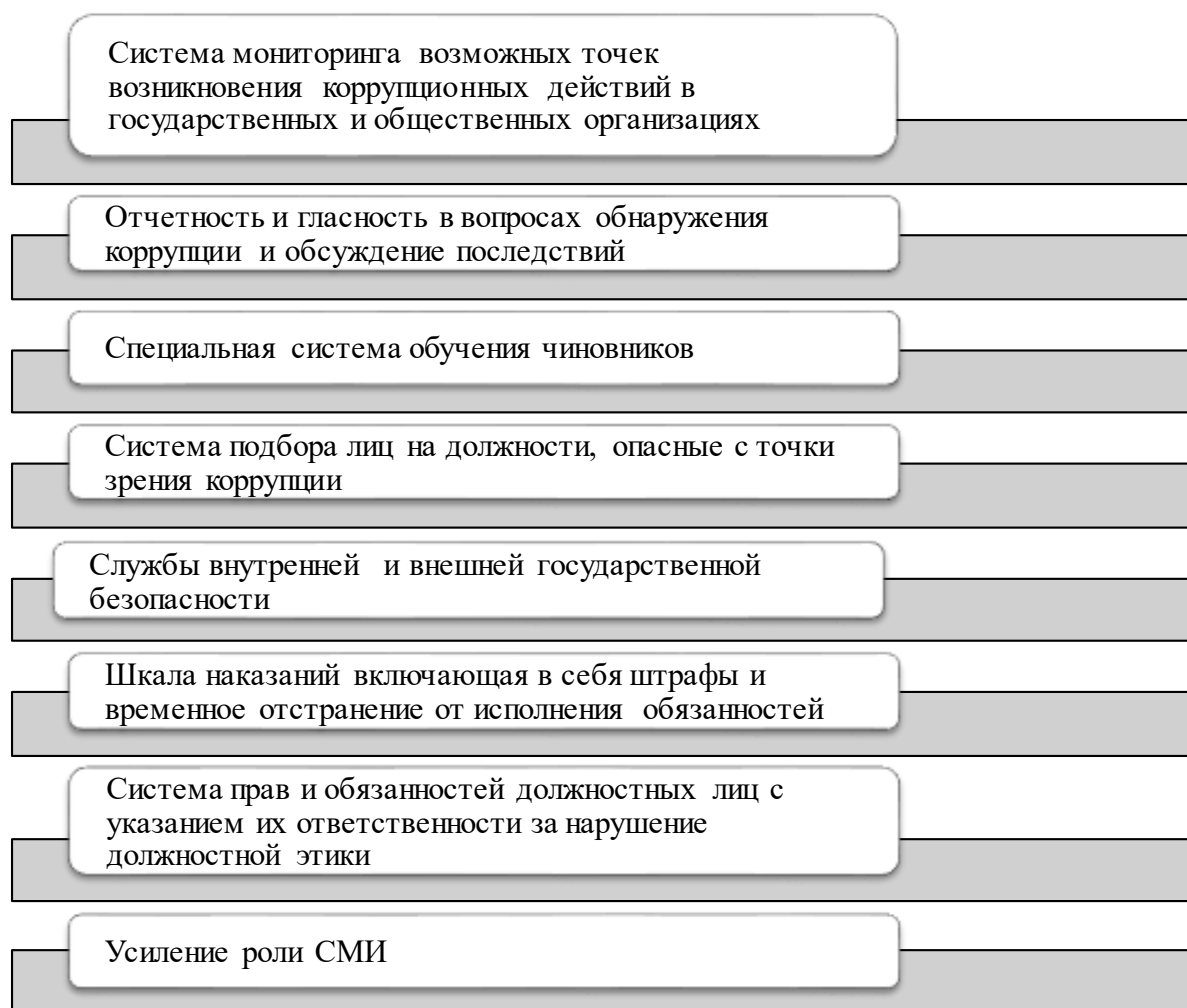 Система мониторинга возможных точек
возникновения коррупционных действий в
государственных и общественных организациях
Отчетность и гласность в вопросах обнаружения
коррупции и обсуждение последствий
Специальная система обучения чиновников
Система подбора лиц на должности, опасные с точки
зрения коррупции
Службы внутренней и внешней государственной
безопасности
Шкала наказаний включающая в себя штрафы и
временное отстранение от исполнения обязанностей
Система прав и обязанностей должностных лиц с
указанием их ответственности за нарушение
должностной этики
Усиление роли СМИ